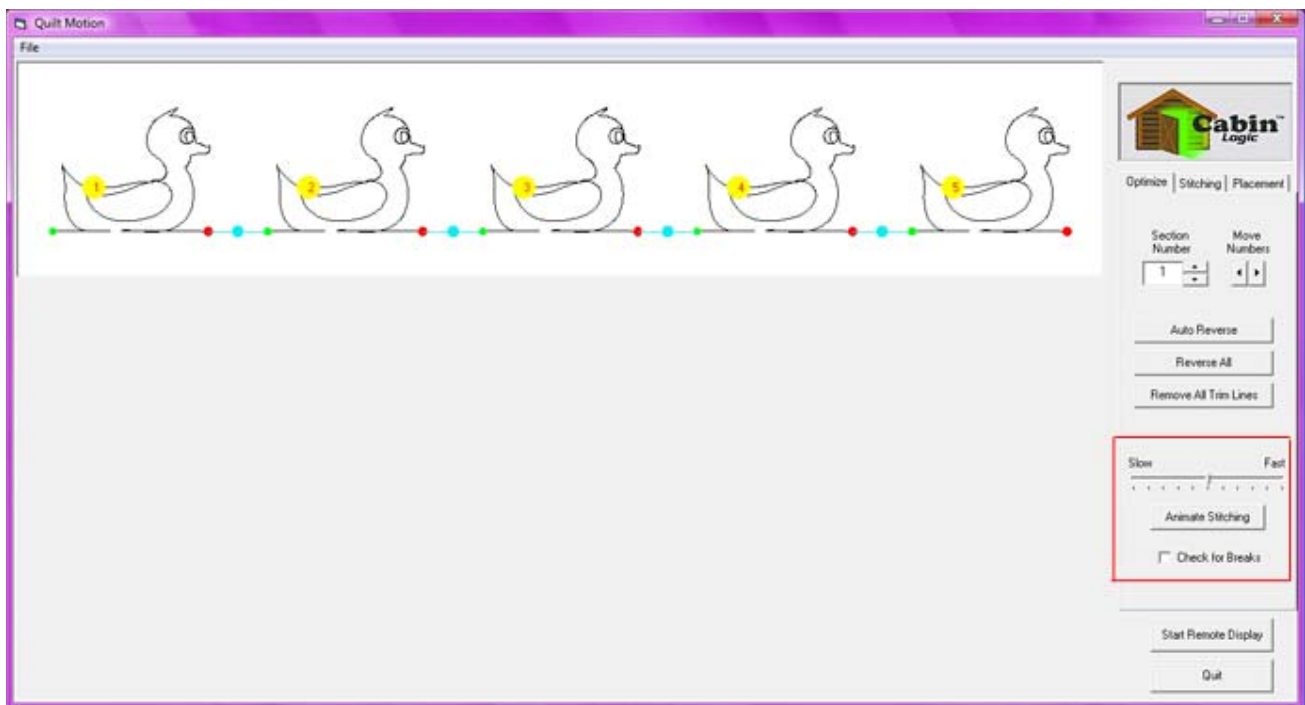 Quilt Motion
File
1 2 3 4 5
Cabin™
Logic
Optimize Stitching Placement
Section Move
Number Numbers
1
Auto Reverse
Reverse All
Remove All Trim Lines
Slow Fast
Animate Stitching
Check for Breaks
Start Remote Display
Quit